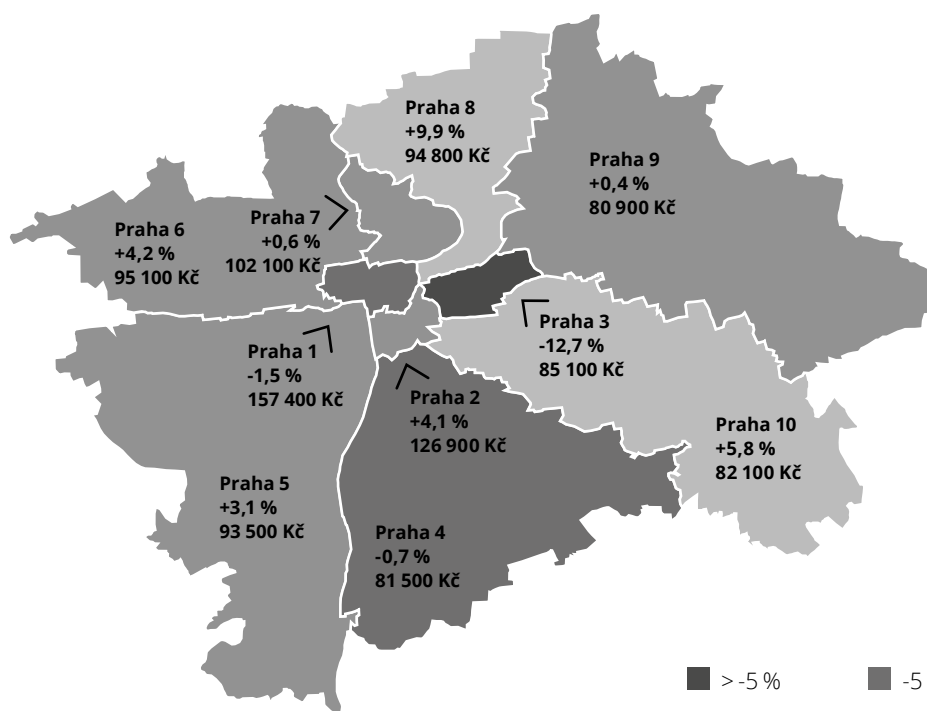 Praha 8
+9,9 %
94 800 Kč
Praha 9
+0,4 %
80 900 Kč
Praha 7
+0,6 %
102 100 Kč
Praha 6
+4,2 %
95 100 Kč
Praha 3
-12,7 %
85 100 Kč
Praha 1
-1,5 %
157 400 Kč
Praha 2
+4,1 %
126 900 Kč
Praha 10
+5,8 %
82 100 Kč
Praha 5
+3,1 %
93 500 Kč
Praha 4
-0,7 %
81 500 Kč
> -5 %
-5